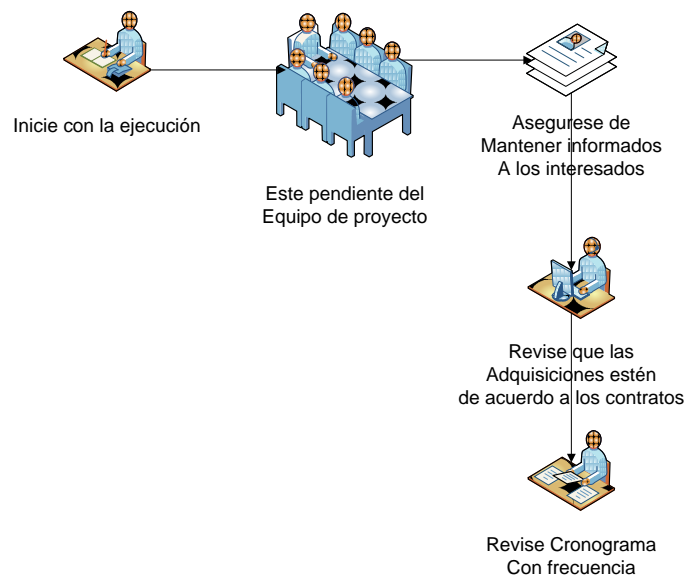 Inicie con la ejecución
Este pendiente del
Equipo de proyecto
Asegurese de
Mantener informados
A los interesados
Revise que las
Adquisiciones estén
de acuerdo a los contratos
Revise Cronograma
Con frecuencia